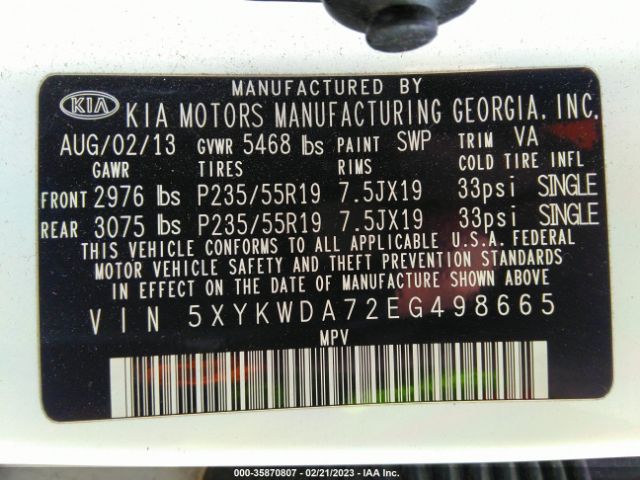 MANUFACTURED BY
KIA KIA MOTORS MANUFACTURING GEORGIA. INC.
AUG/02/13 GVWR 5468 lbs PAINT SWP TRIM VA
GAWR TIRES RIMS COLD TIRE INFL
FRONT 2976 lbs P235/55R19 7.5JX19 33psi SINGLE
REAR 3075 lbs P235/55R19 7.5JX19 33psi SINGLE
THIS VEHICLE CONFORMS TO ALL APPLICABLE U.S.A. FEDERAL
MOTOR VEHICLE SAFETY AND THEFT PREVENTION STANDARDS
IN EFFECT ON THE DATE OF MANUFACTURE SHOWN ABOVE.
VIN 5XYKWDA72EG498665
MPV
000-35870807 - 02/21/2023 - IAA Inc.